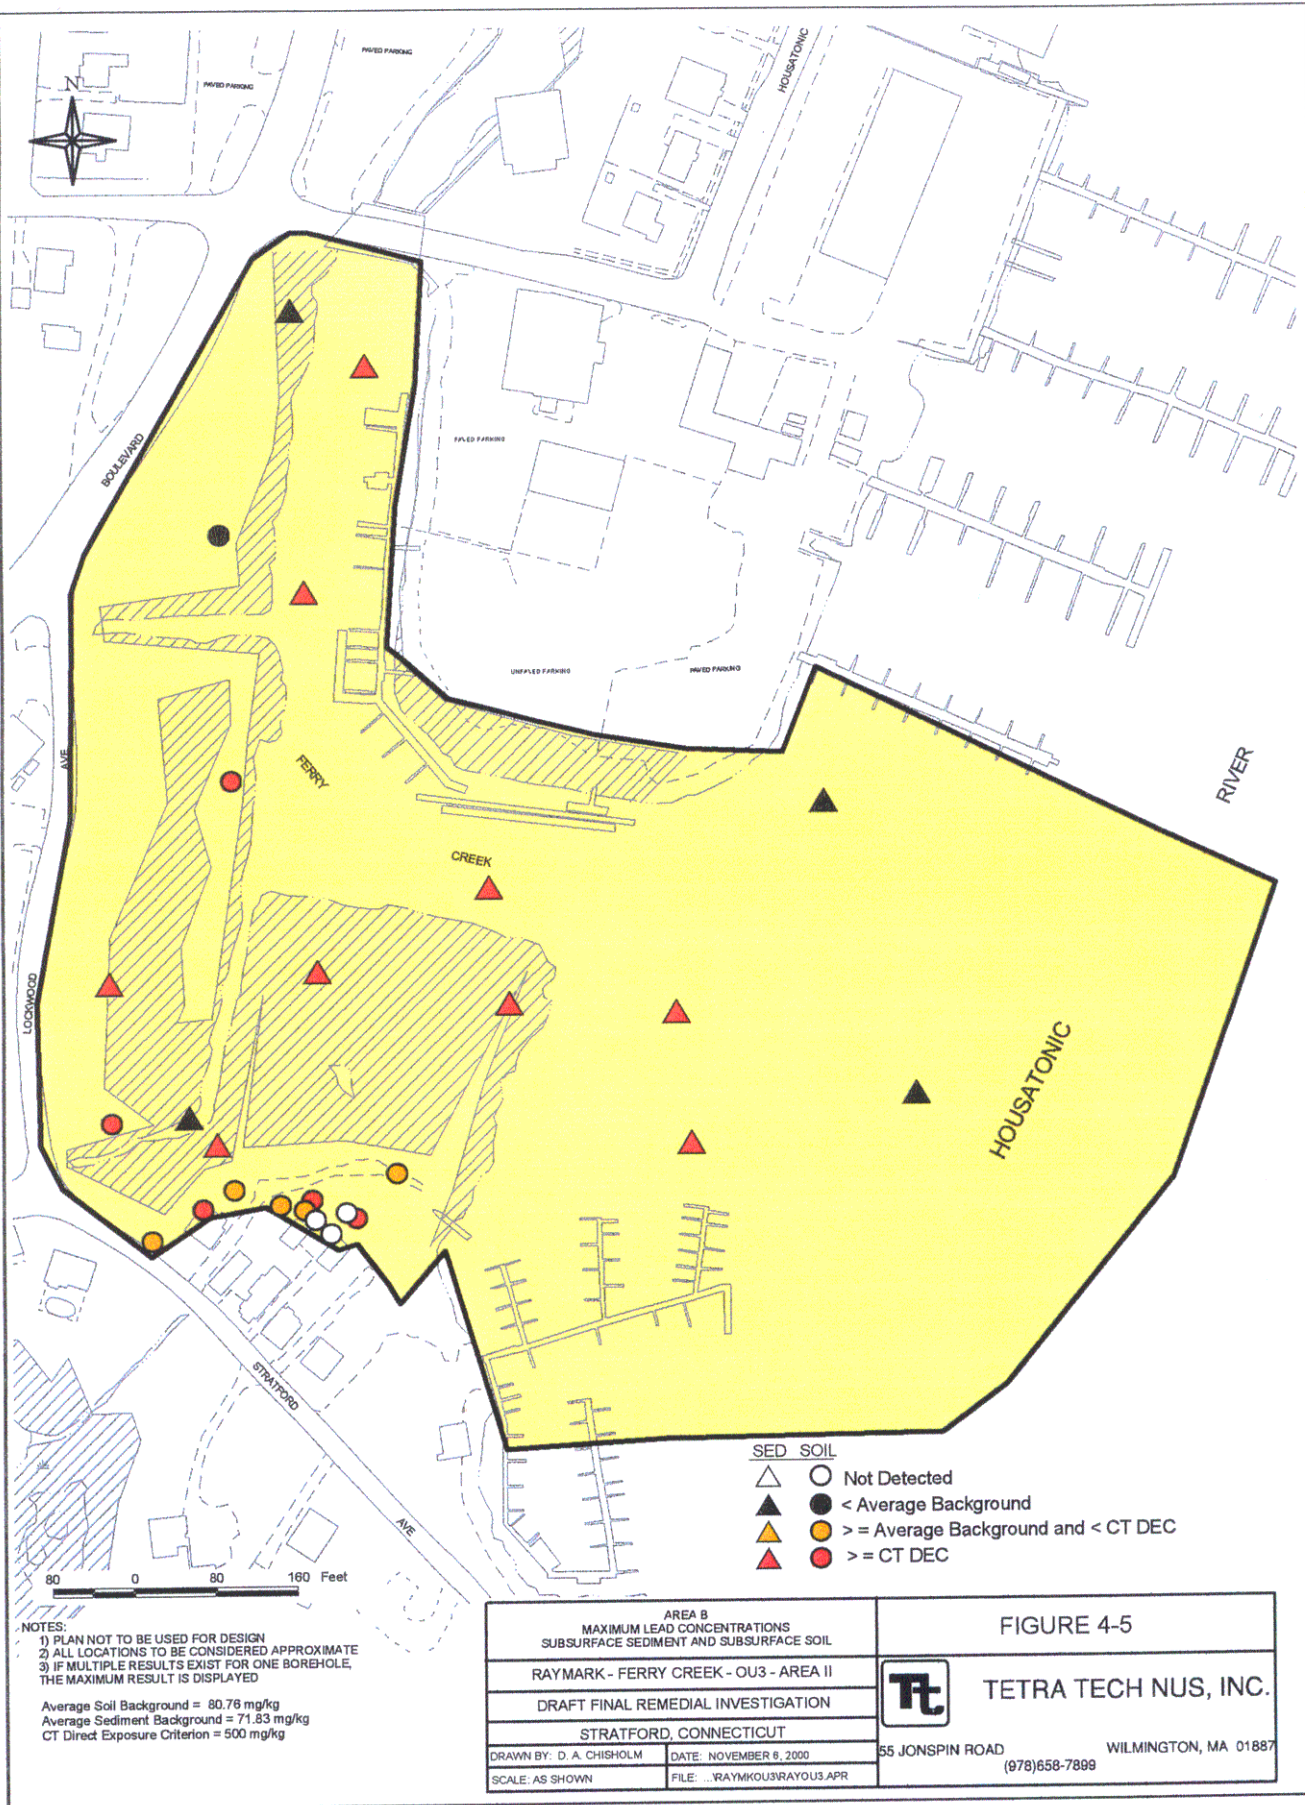 PAVED PARKING
PAVED PARKING
N
HOUSATONIC
BOULEVARD
PAVED PARKING
UNPAVED PARKING
PAVED PARKING
AVE
FERRY
RIVER
CREEK
LOCKWOOD
HOUSATONIC
STRATFORD
AVE
SED SOIL
Not Detected
< Average Background
> = Average Background and < CT DEC
> = CT DEC
80 0 80 160 Feet
NOTES:
1) PLAN NOT TO BE USED FOR DESIGN
2) ALL LOCATIONS TO BE CONSIDERED APPROXIMATE
3) IF MULTIPLE RESULTS EXIST FOR ONE BOREHOLE,
THE MAXIMUM RESULT IS DISPLAYED
Average Soil Background = 80.76 mg/kg
Average Sediment Background = 71.83 mg/kg
CT Direct Exposure Criterion = 500 mg/kg
AREA B
MAXIMUM LEAD CONCENTRATIONS
SUBSURFACE SEDIMENT AND SUBSURFACE SOIL
RAYMARK - FERRY CREEK - OU3 - AREA II
DRAFT FINAL REMEDIAL INVESTIGATION
STRATFORD, CONNECTICUT
DRAWN BY: D. A. CHISHOLM
DATE: NOVEMBER 6, 2000
SCALE: AS SHOWN
FILE: ...\RAYMKOU3\RAYOU3.APR
FIGURE 4-5
Tt
TETRA TECH NUS, INC.
55 JONSPIN ROAD
WILMINGTON, MA 01887
(978)658-7899